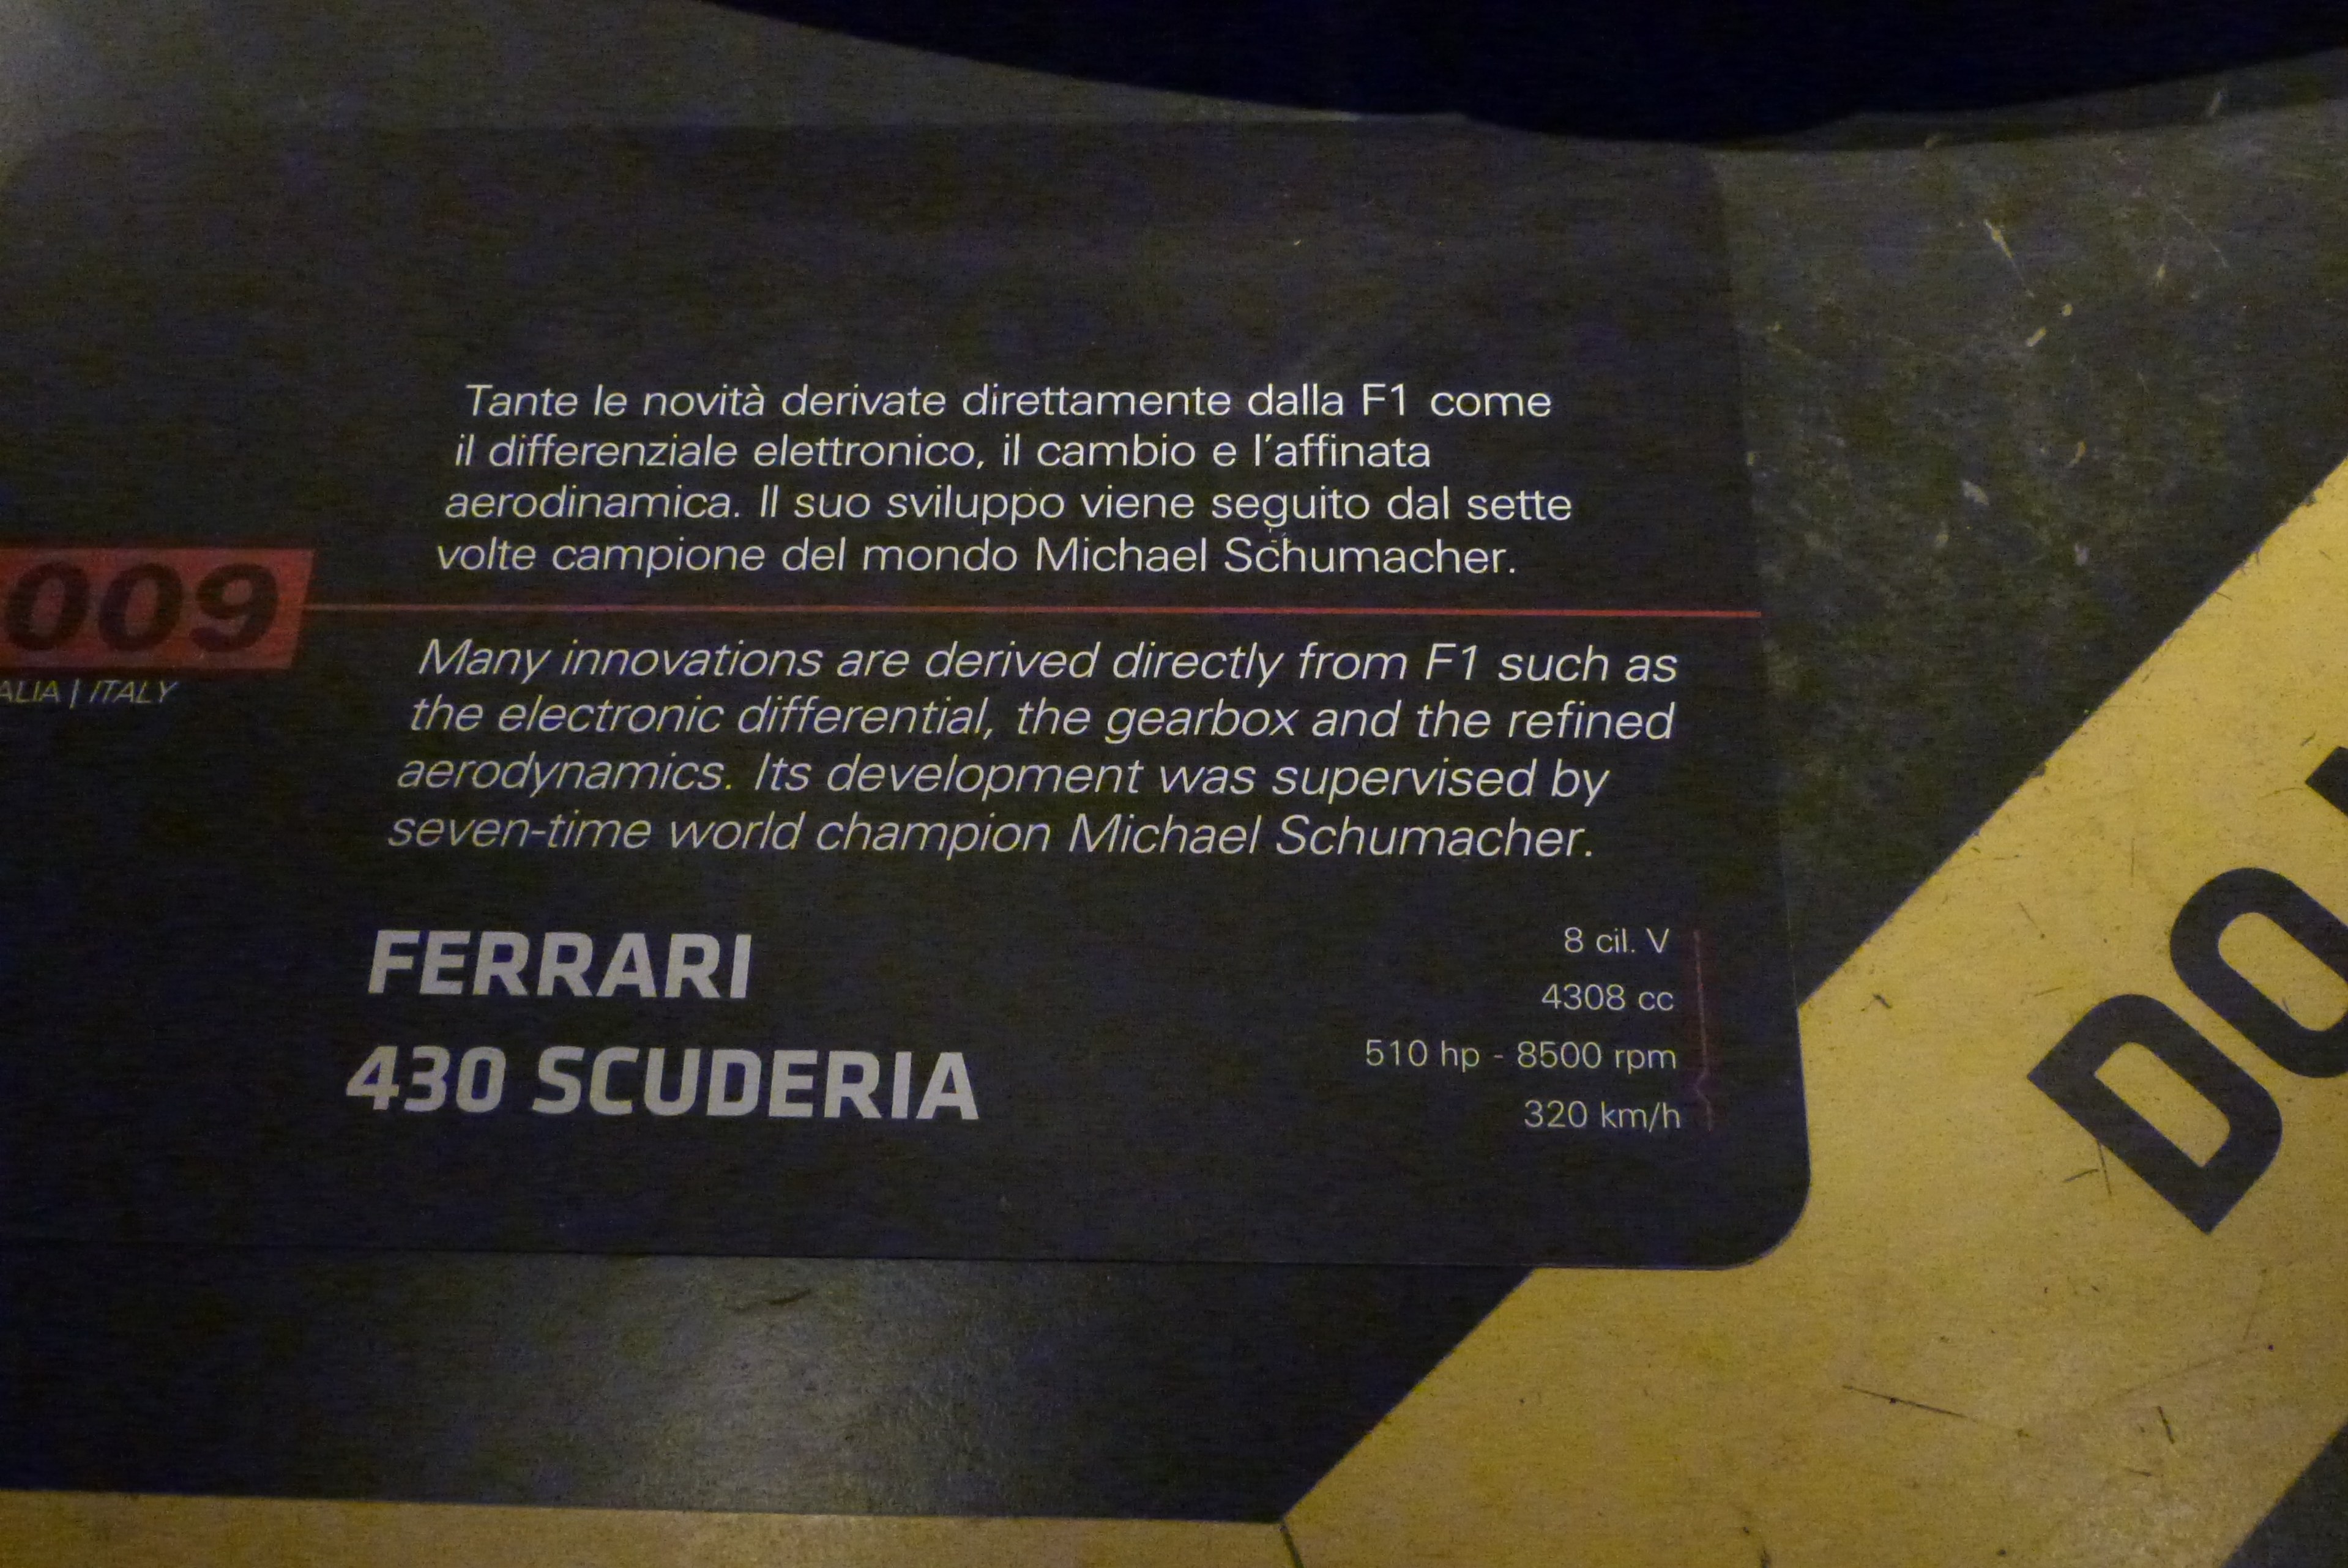 Tante le novità derivate direttamente dalla F1 come
il differenziale elettronico, il cambio e l'affinata
aerodinamica. Il suo sviluppo viene seguito dal sette
volte campione del mondo Michael Schumacher.
009
ALIA | ITALY
Many innovations are derived directly from F1 such as
the electronic differential, the gearbox and the refined
aerodynamics. Its development was supervised by
seven-time world champion Michael Schumacher.
FERRARI
430 SCUDERIA
8 cil. V
4308 cc
510 hp - 8500 rpm
320 km/h
DO